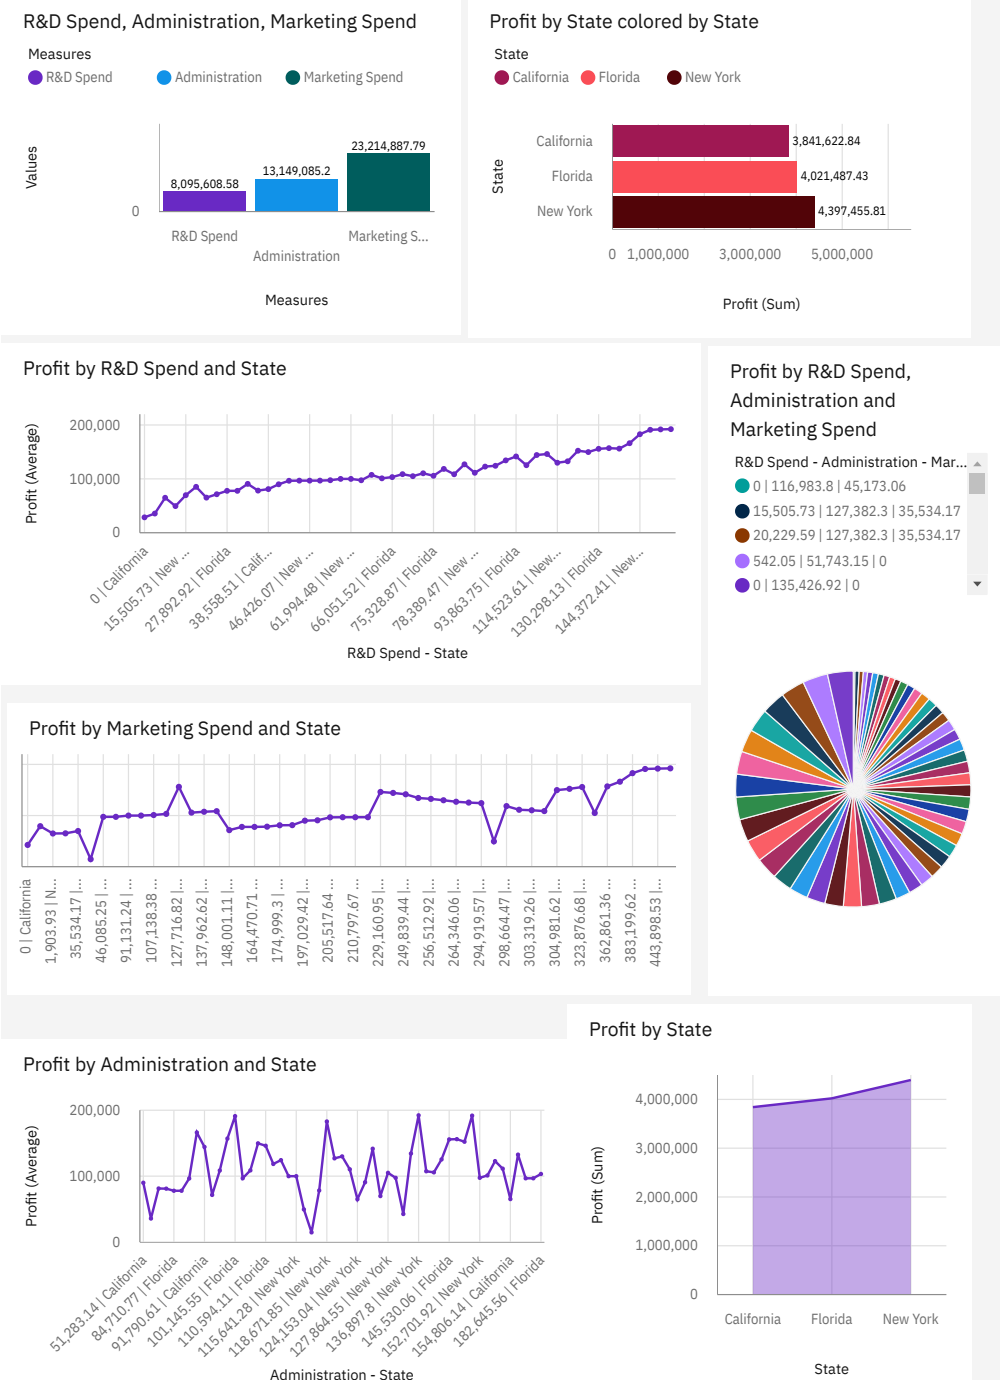 R&D Spend, Administration, Marketing Spend
Measures
R&D Spend
Administration
Marketing Spend
Values
0
8,095,608.58
13,149,085.2
23,214,887.79
R&D Spend
Administration
Marketing S...
Measures
Profit by State colored by State
State
California
Florida
New York
State
California
Florida
New York
3,841,622.84
4,021,487.43
4,397,455.81
0
1,000,000
3,000,000
5,000,000
Profit (Sum)
Profit by R&D Spend and State
Profit (Average)
200,000
100,000
0
0 | California
15,505.73 | New ...
27,892.92 | Florida
38,558.51 | Calif...
46,426.07 | New ...
61,994.48 | New ...
66,051.52 | Florida
75,328.87 | Florida
78,389.47 | New ...
93,863.75 | Florida
114,523.61 | New...
130,298.13 | Florida
144,372.41 | New...
R&D Spend - State
Profit by R&D Spend,
Administration and
Marketing Spend
R&D Spend - Administration - Mar...
0 | 116,983.8 | 45,173.06
15,505.73 | 127,382.3 | 35,534.17
20,229.59 | 127,382.3 | 35,534.17
542.05 | 51,743.15 | 0
0 | 135,426.92 | 0
Profit by Marketing Spend and State
0 | California
1,903.93 | N...
35,534.17 |...
46,085.25 |...
91,131.24 |...
107,138.38 ...
127,716.82 |...
137,962.62 |...
148,001.11 |...
164,470.71 ...
174,999.3 |...
197,029.42 |...
205,517.64 ...
210,797.67 ...
229,160.95 |...
249,839.44 |...
256,512.92 |...
264,346.06 |...
294,919.57 |...
298,664.47 |...
303,319.26 |...
304,981.62 |...
323,876.68 |...
362,861.36 ...
383,199.62 ...
443,898.53 |...
Profit by Administration and State
Profit (Average)
200,000
100,000
0
51,283.14 | California
84,710.77 | Florida
91,790.61 | California
101,145.55 | Florida
110,594.11 | Florida
115,641.28 | New York
118,671.85 | New York
124,153.04 | New York
127,864.55 | New York
136,897.8 | New York
145,530.06 | Florida
152,701.92 | New York
154,806.14 | California
182,645.56 | Florida
Administration - State
Profit by State
Profit (Sum)
4,000,000
3,000,000
2,000,000
1,000,000
0
California
Florida
New York
State